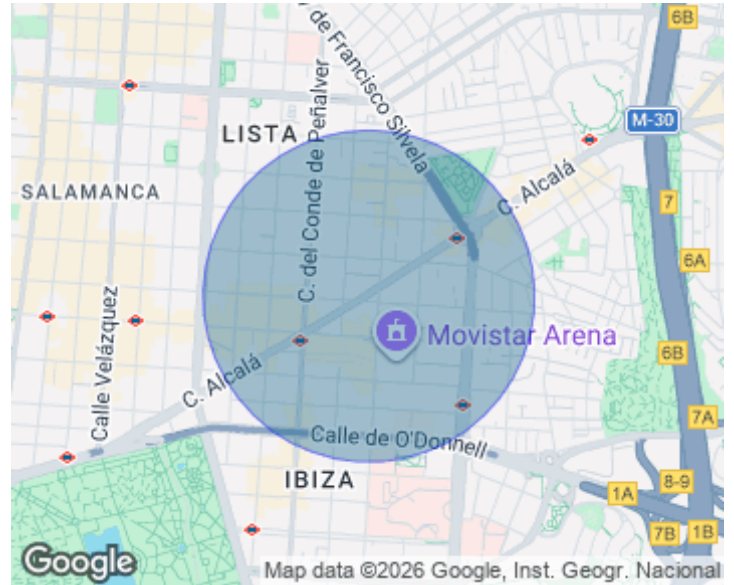 6B
de Francisco Silvela
M-30
LISTA
C. del Conde de Peñalver
C. Alcalá
SALAMANCA
7
6A
Calle Velázquez
Movistar Arena
6B
C. Alcalá
7A
Calle de O'Donnell
IBIZA
8-9
1A
7B
1B
Google
Map data ©2026 Google, Inst. Geogr. Nacional